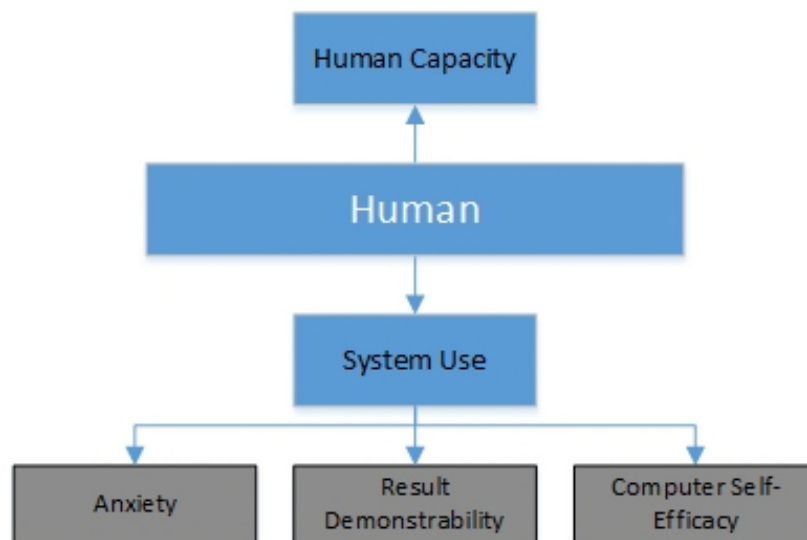 Human Capacity
Human
System Use
Anxiety
Result
Demonstrability
Computer Self-
Efficacy